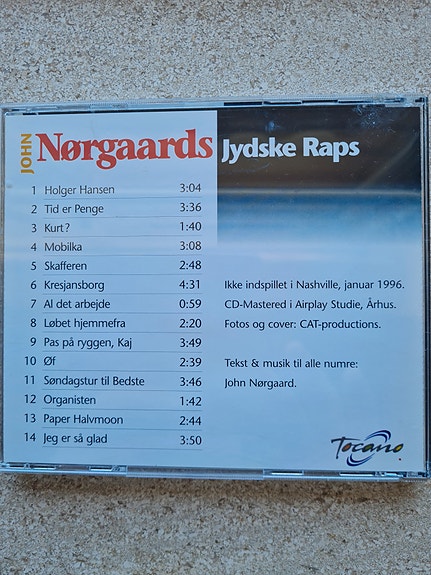 JOHN
Nørgaards Jydske Raps
1 Holger Hansen 3:04
2 Tid er Penge 3:36
3 Kurt? 1:40
4 Mobilka 3:08
5 Skafferen 2:48
6 Kresjansborg 4:31
7 Al det arbejde 0:59
8 Løbet hjemmefra 2:20
9 Pas på ryggen, Kaj 3:49
10 Øf 2:39
11 Søndagstur til Bedste 3:46
12 Organisten 1:42
13 Paper Halvmoon 2:44
14 Jeg er så glad 3:50
Ikke indspillet i Nashville, januar 1996.
CD-Mastered i Airplay Studie, Århus.
Fotos og cover: CAT-productions.
Tekst & musik til alle numre:
John Nørgaard.
Tocano